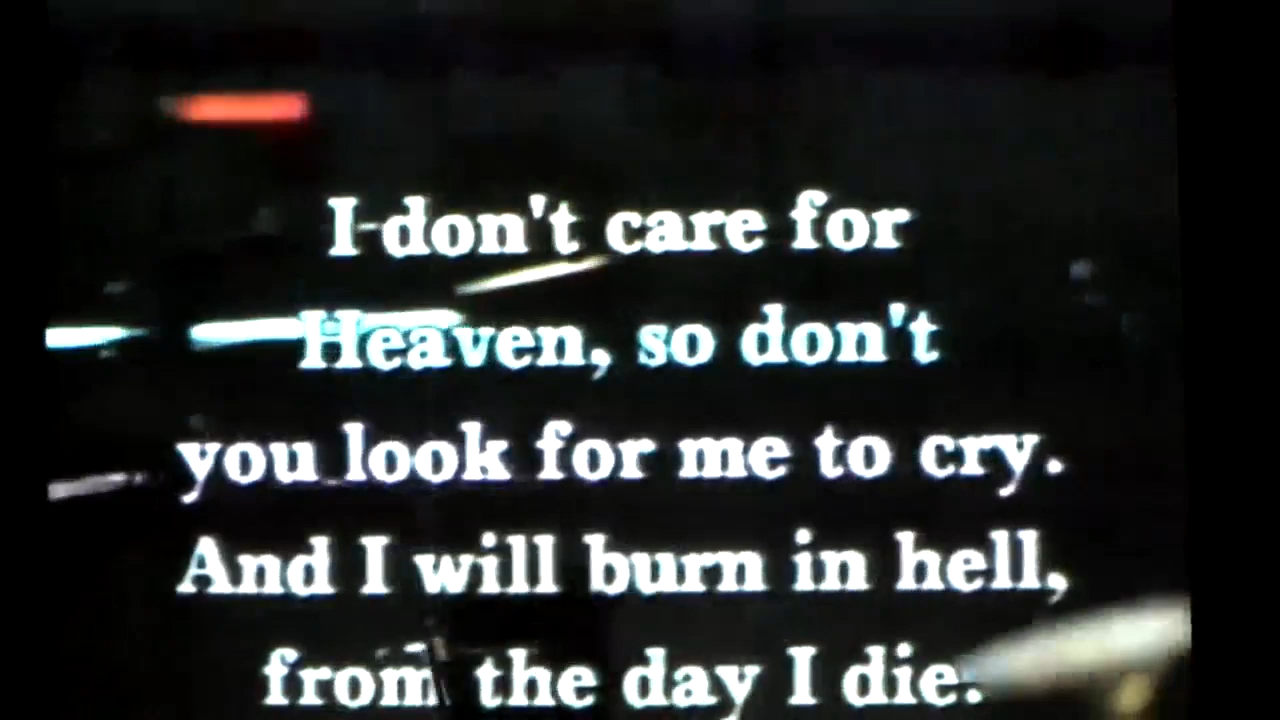 I don't care for
Heaven, so don't
you look for me to cry.
And I will burn in hell,
from the day I die.